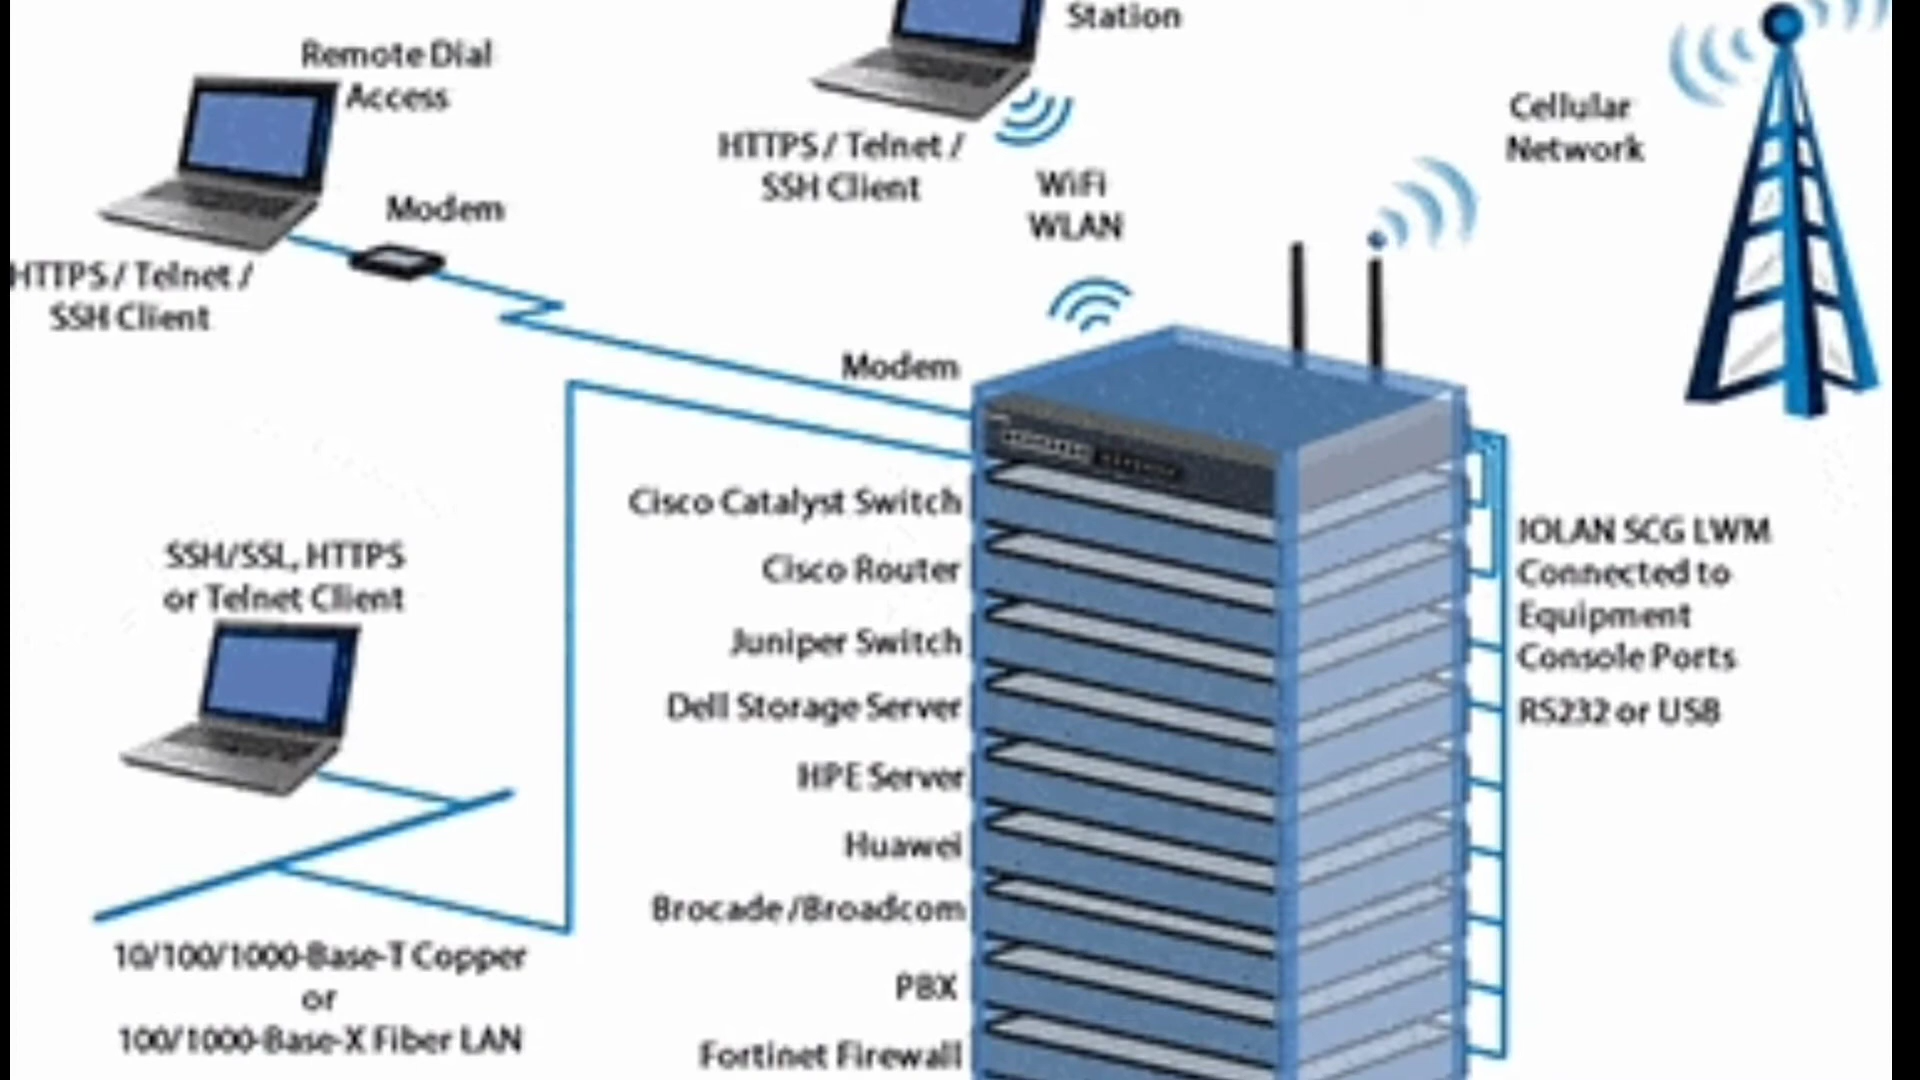 Station
Remote Dial
Access
HTTPS / Telnet /
SSH Client
Modem
HTTPS / Telnet /
SSH Client
WiFi
WLAN
Cellular
Network
Modem
Cisco Catalyst Switch
Cisco Router
Juniper Switch
Dell Storage Server
HPE Server
Huawei
Brocade /Broadcom
PBX
Fortinet Firewall
IOLAN SCG LWM
Connected to
Equipment
Console Ports
RS232 or USB
SSH/SSL, HTTPS
or Telnet Client
10/100/1000-Base-T Copper
or
100/1000-Base-X Fiber LAN